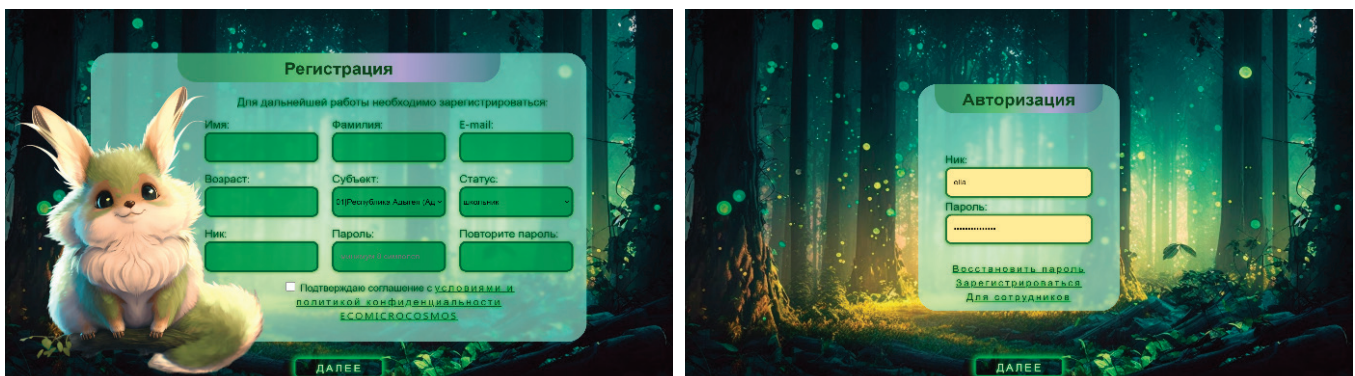 Регистрация
Для дальнейшей работы необходимо зарегистрироваться:
Имя:
Фамилия:
E-mail:
Возраст:
Субъект:
Статус:
01|Республика Адыгея (Ад
школьник
Ник:
Пароль:
Повторите пароль:
Подтверждаю соглашение с условиями и
политикой конфиденциальности
ECOMICROCOSMOS
ДАЛЕЕ
Авторизация
Ник:
olia
Пароль:
•••••••••••••••
Восстановить пароль
Зарегистрироваться
Для сотрудников
ДАЛЕЕ